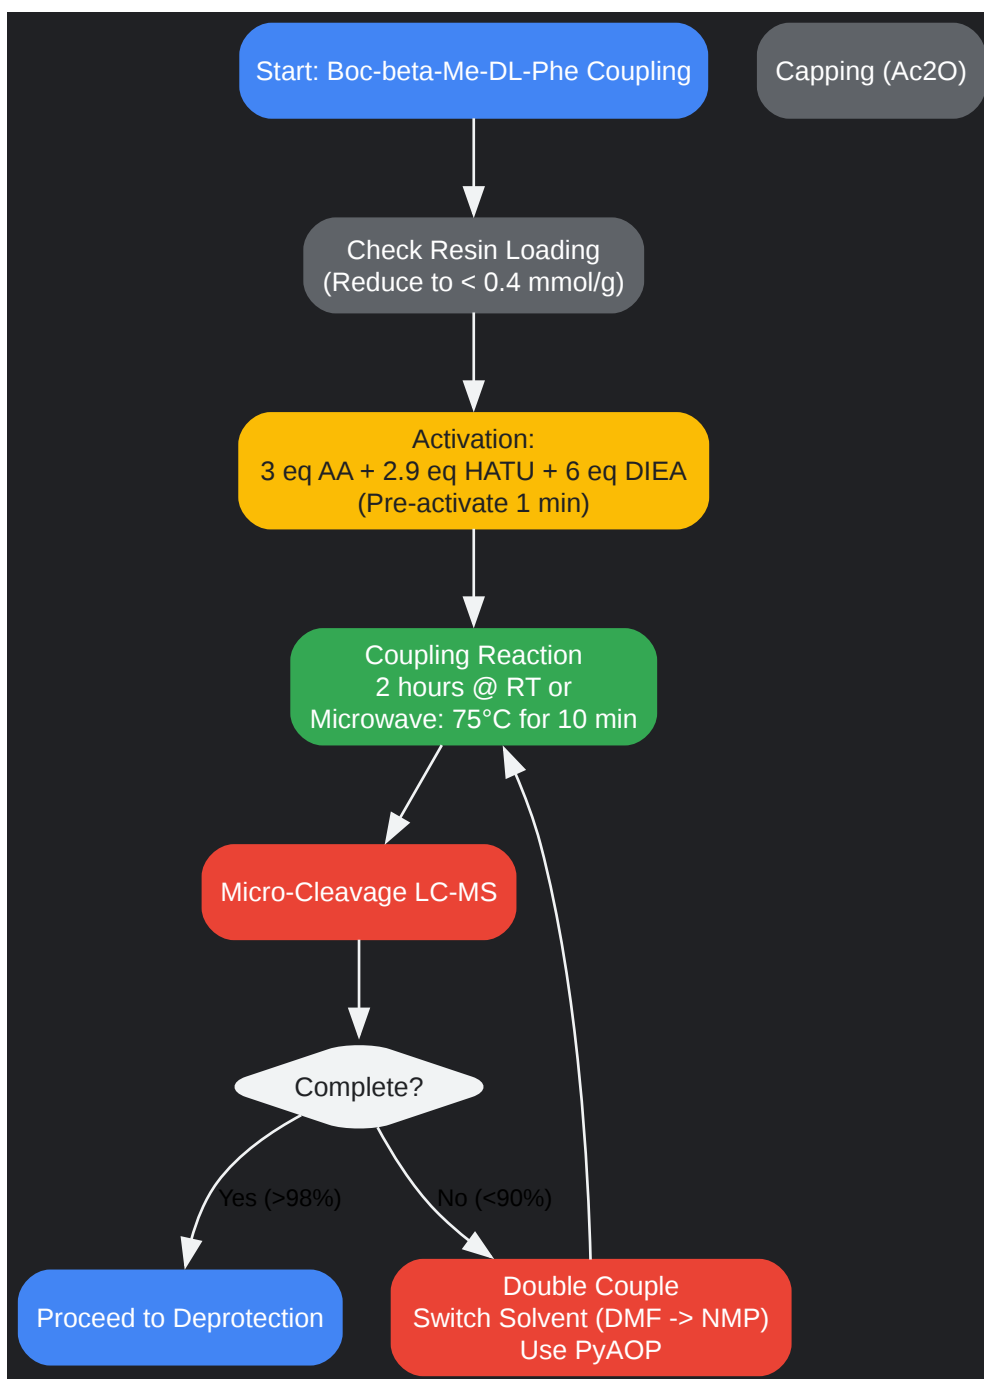 Start: Boc-beta-Me-DL-Phe Coupling
Capping (Ac2O)
Check Resin Loading
(Reduce to < 0.4 mmol/g)
Activation:
3 eq AA + 2.9 eq HATU + 6 eq DIEA
(Pre-activate 1 min)
Coupling Reaction
2 hours @ RT or
Microwave: 75°C for 10 min
Micro-Cleavage LC-MS
Complete?
Yes (>98%)
No (<90%)
Proceed to Deprotection
Double Couple
Switch Solvent (DMF -> NMP)
Use PyAOP